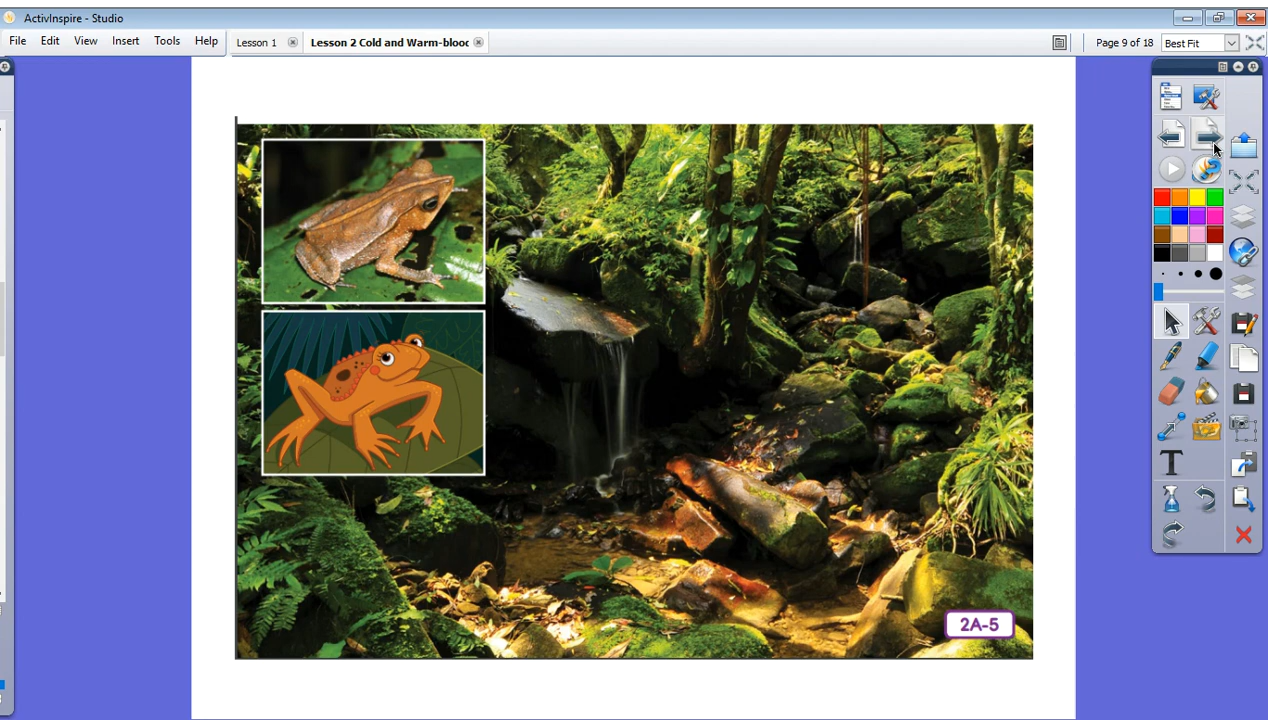 ActivInspire - Studio
File Edit View Insert Tools Help
Lesson 1
Lesson 2 Cold and Warm-blooc
Page 9 of 18
Best Fit
T
2A-5